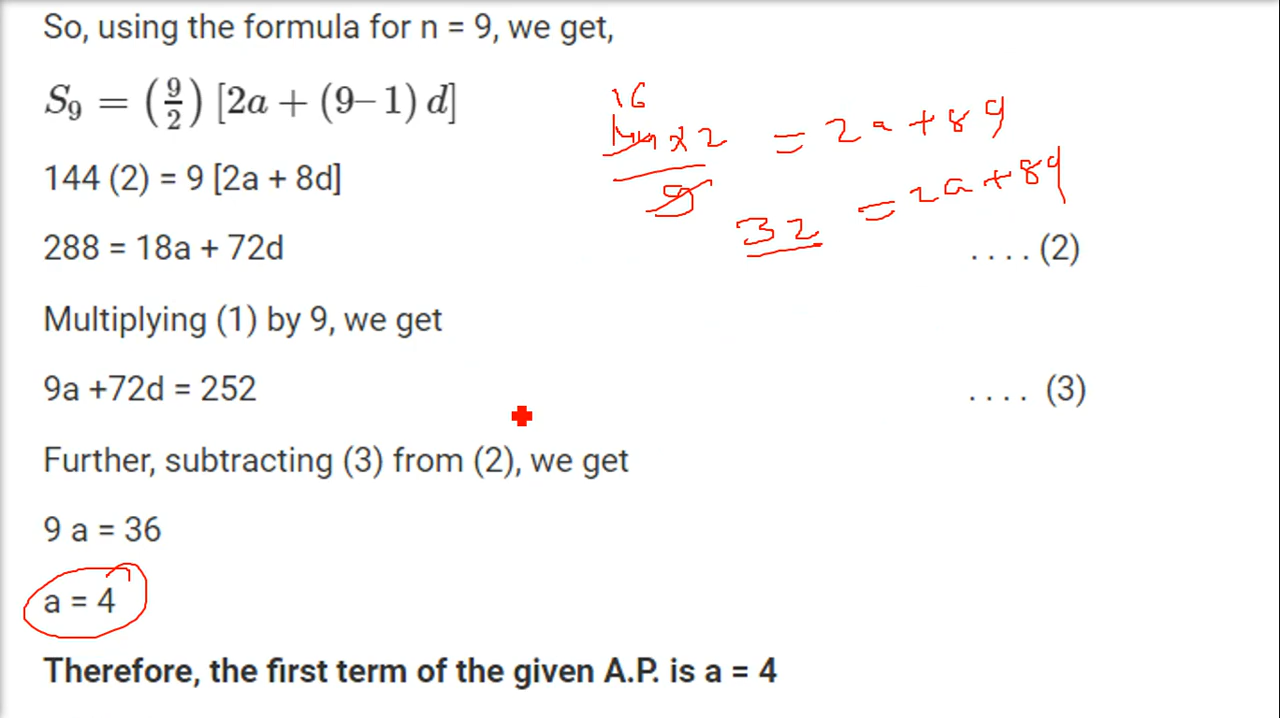 So, using the formula for n = 9, we get,
S₉ = (9/2) [2a + (9–1) d]
16
144 × 2 / 9 = 2a + 8d
144 (2) = 9 [2a + 8d]
32 = 2a + 8d
288 = 18a + 72d .... (2)
Multiplying (1) by 9, we get
9a +72d = 252 .... (3)
Further, subtracting (3) from (2), we get
9 a = 36
a = 4
Therefore, the first term of the given A.P. is a = 4